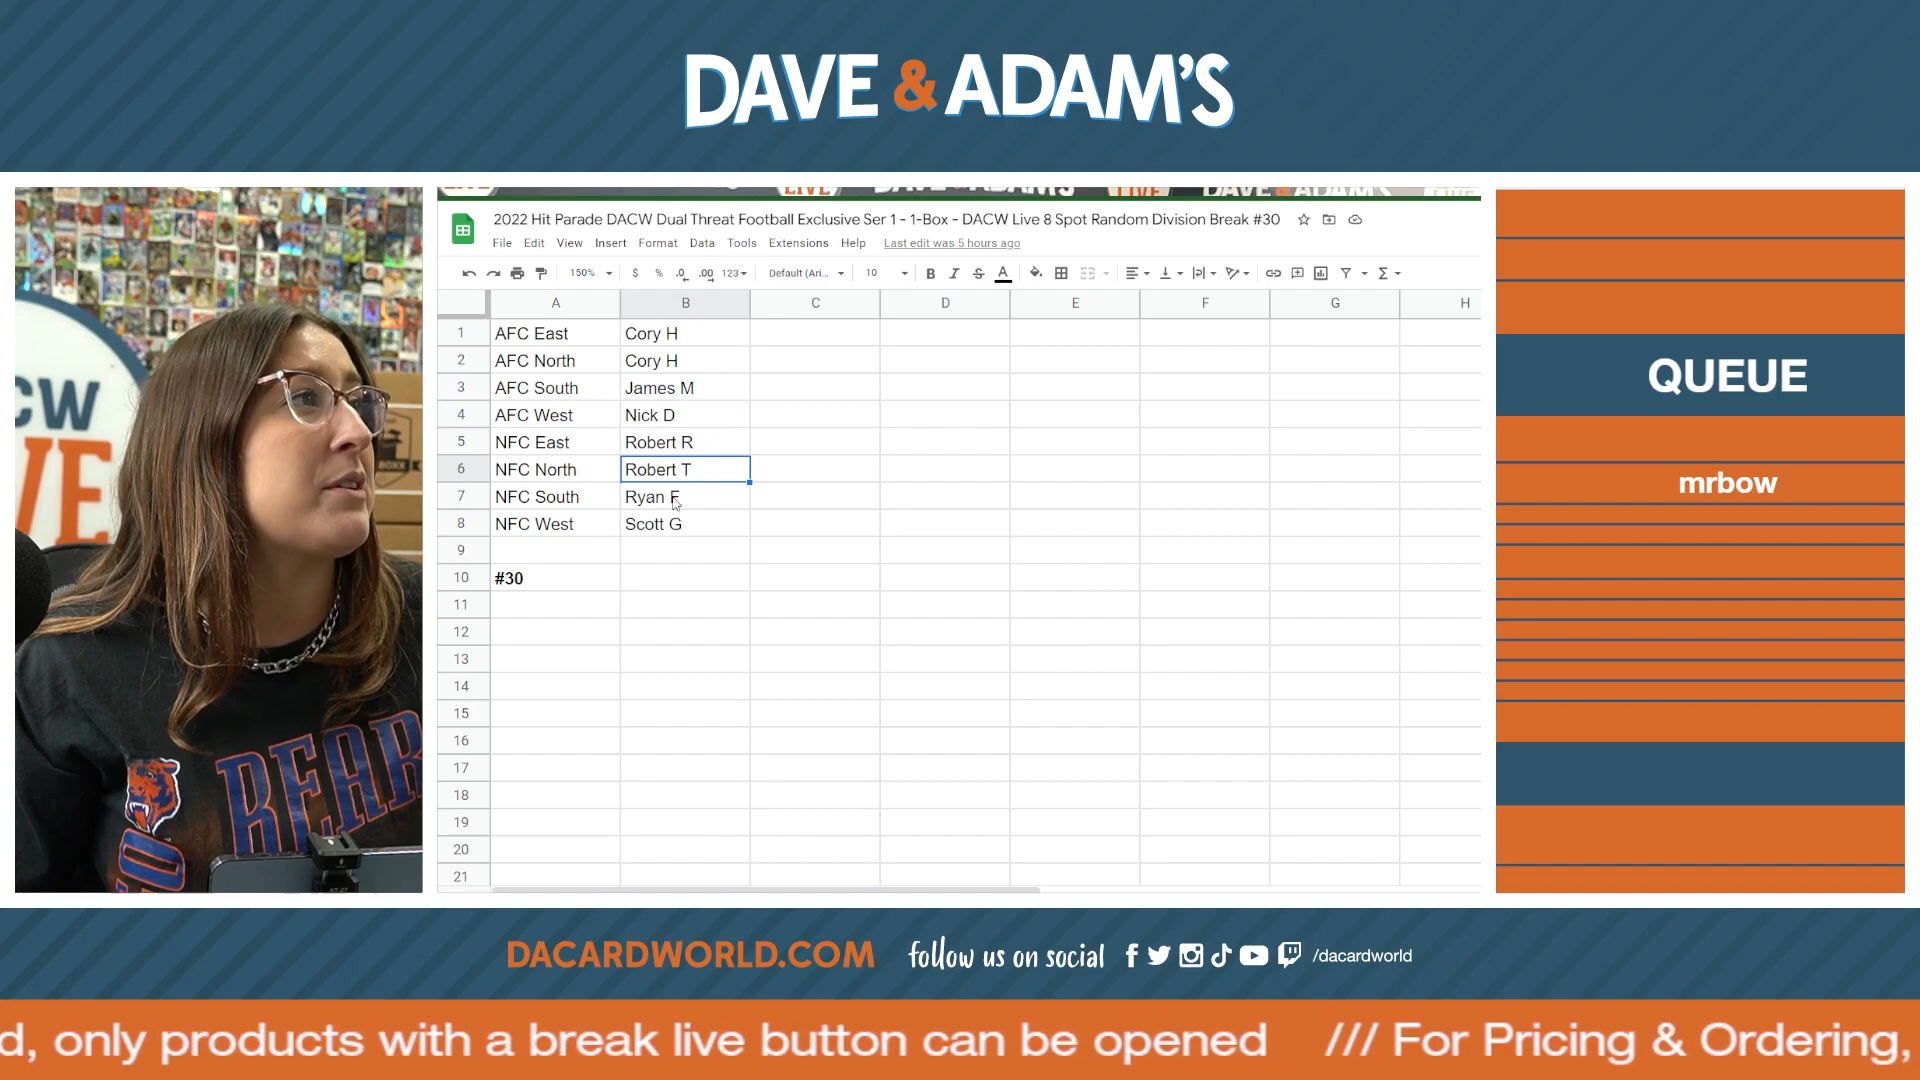 DAVE & ADAM'S
2022 Hit Parade DACW Dual Threat Football Exclusive Ser 1 - 1-Box - DACW Live 8 Spot Random Division Break #30
File Edit View Insert Format Data Tools Extensions Help Last edit was 5 hours ago
150% $ % .0 .00 123 Default (Ari... 10 B I S A
A B C D E F G H
1 AFC East Cory H
2 AFC North Cory H
3 AFC South James M
4 AFC West Nick D
5 NFC East Robert R
6 NFC North Robert T
7 NFC South Ryan F
8 NFC West Scott G
9
10 #30
11
12
13
14
15
16
17
18
19
20
21
CW
VE
BEAR
QUEUE
mrbow
DACARDWORLD.COM follow us on social /dacardworld
d, only products with a break live button can be opened /// For Pricing & Ordering,